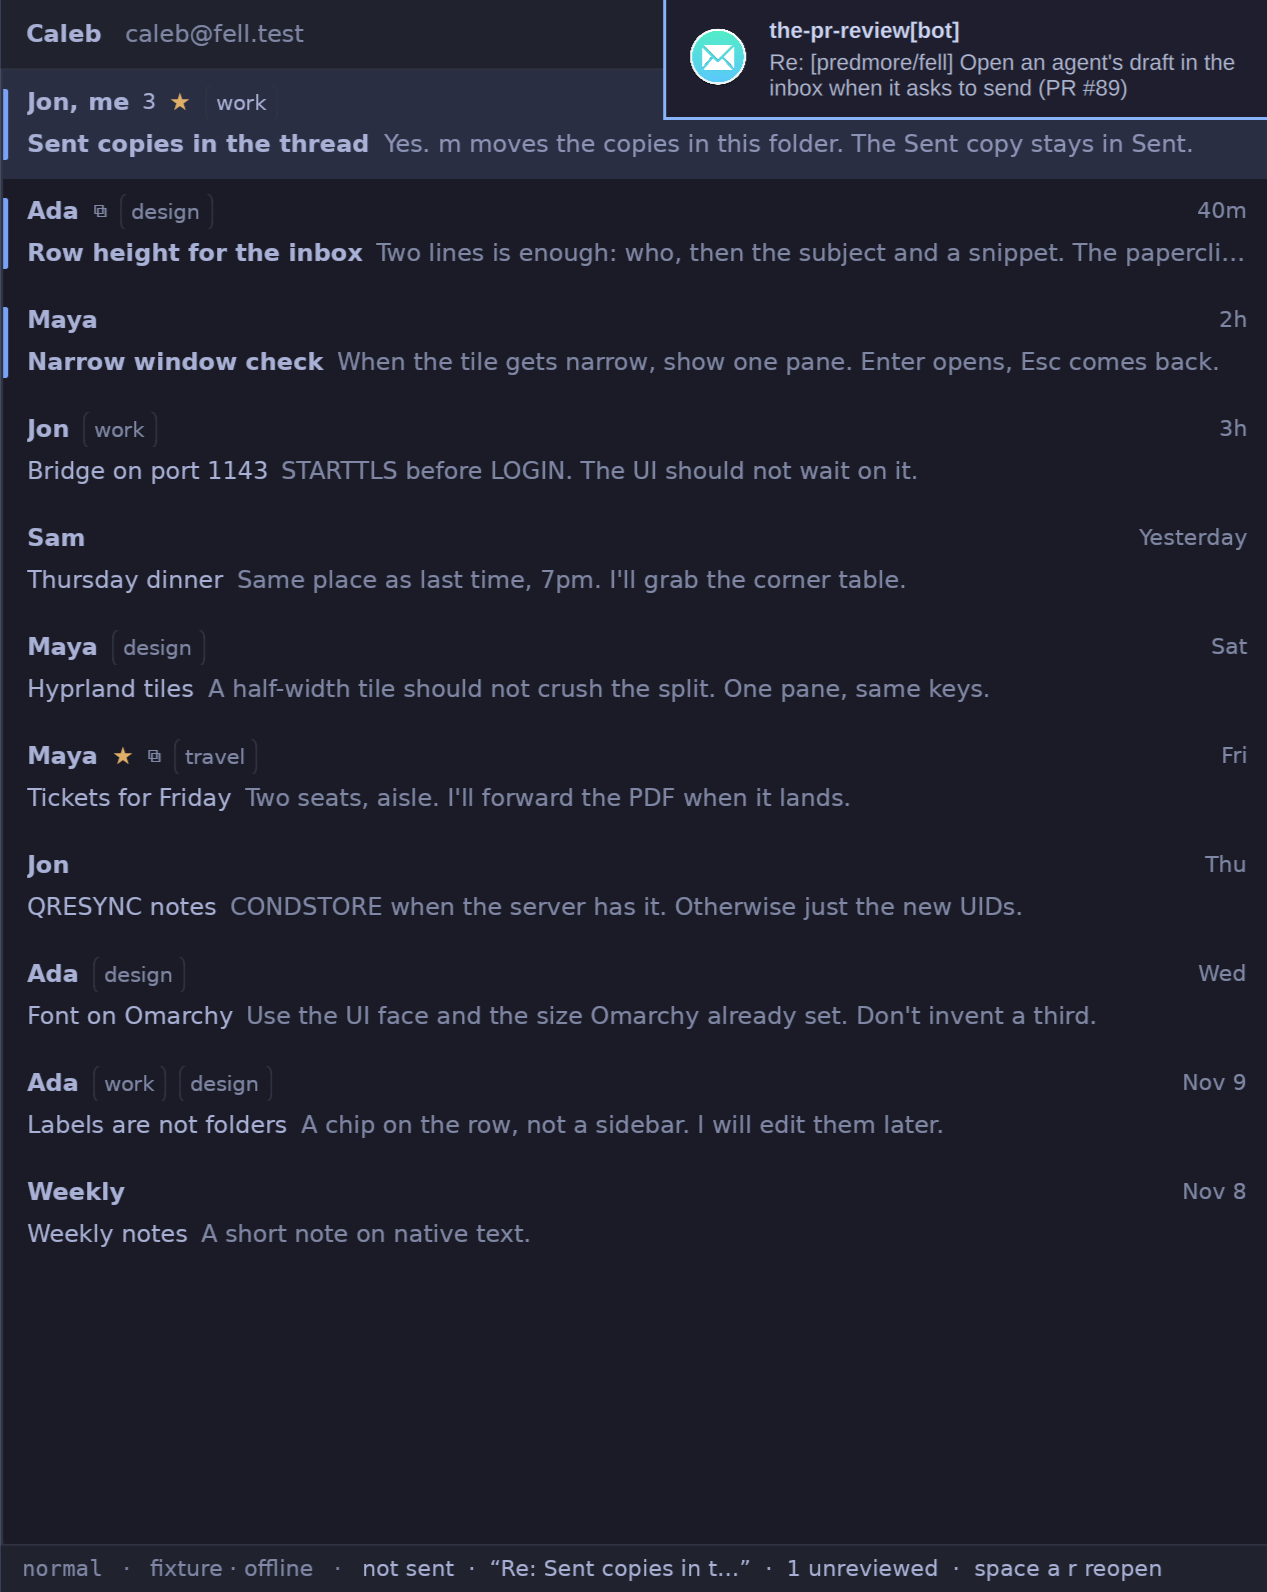 Caleb caleb@fell.test
the-pr-review[bot]
Re: [predmore/fell] Open an agent's draft in the
inbox when it asks to send (PR #89)
Jon, me 3 ★ work
Sent copies in the thread Yes. m moves the copies in this folder. The Sent copy stays in Sent.
Ada ⧉ design 40m
Row height for the inbox Two lines is enough: who, then the subject and a snippet. The papercli…
Maya 2h
Narrow window check When the tile gets narrow, show one pane. Enter opens, Esc comes back.
Jon work 3h
Bridge on port 1143 STARTTLS before LOGIN. The UI should not wait on it.
Sam Yesterday
Thursday dinner Same place as last time, 7pm. I'll grab the corner table.
Maya design Sat
Hyprland tiles A half-width tile should not crush the split. One pane, same keys.
Maya ★ ⧉ travel Fri
Tickets for Friday Two seats, aisle. I'll forward the PDF when it lands.
Jon Thu
QRESYNC notes CONDSTORE when the server has it. Otherwise just the new UIDs.
Ada design Wed
Font on Omarchy Use the UI face and the size Omarchy already set. Don't invent a third.
Ada work design Nov 9
Labels are not folders A chip on the row, not a sidebar. I will edit them later.
Weekly Nov 8
Weekly notes A short note on native text.
normal · fixture · offline · not sent · “Re: Sent copies in t…” · 1 unreviewed · space a r reopen